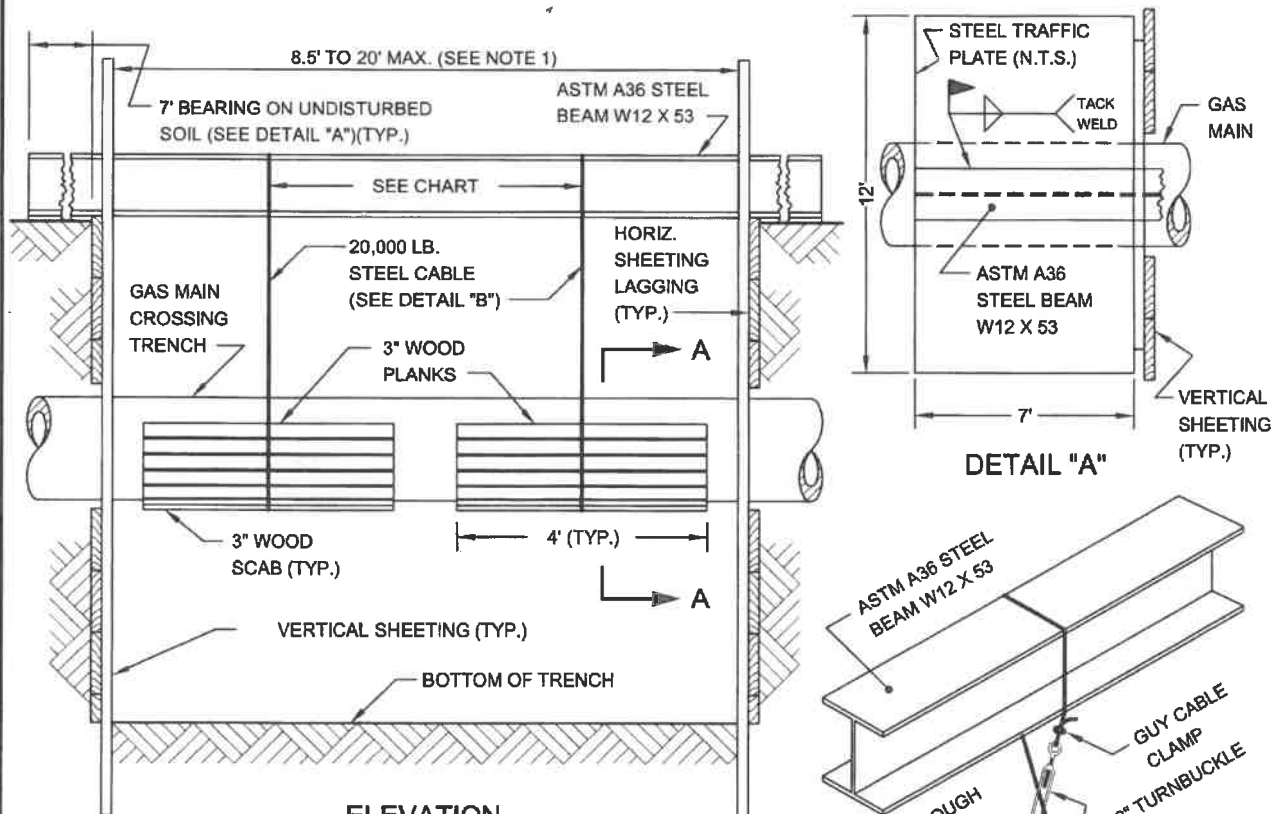 8.5' TO 20' MAX. (SEE NOTE 1)
7' BEARING ON UNDISTURBED
SOIL (SEE DETAIL "A")(TYP.)
ASTM A36 STEEL
BEAM W12 X 53
SEE CHART
20,000 LB.
STEEL CABLE
(SEE DETAIL "B")
HORIZ.
SHEETING
LAGGING
(TYP.)
GAS MAIN
CROSSING
TRENCH
3" WOOD
PLANKS
A
3" WOOD
SCAB (TYP.)
4' (TYP.)
A
VERTICAL SHEETING (TYP.)
BOTTOM OF TRENCH
ELEVATION
STEEL TRAFFIC
PLATE (N.T.S.)
TACK
WELD
GAS
MAIN
12'
ASTM A36
STEEL BEAM
W12 X 53
7'
VERTICAL
SHEETING
(TYP.)
DETAIL "A"
ASTM A36 STEEL
BEAM W12 X 53
GUY CABLE
CLAMP
TURNBUCKLE